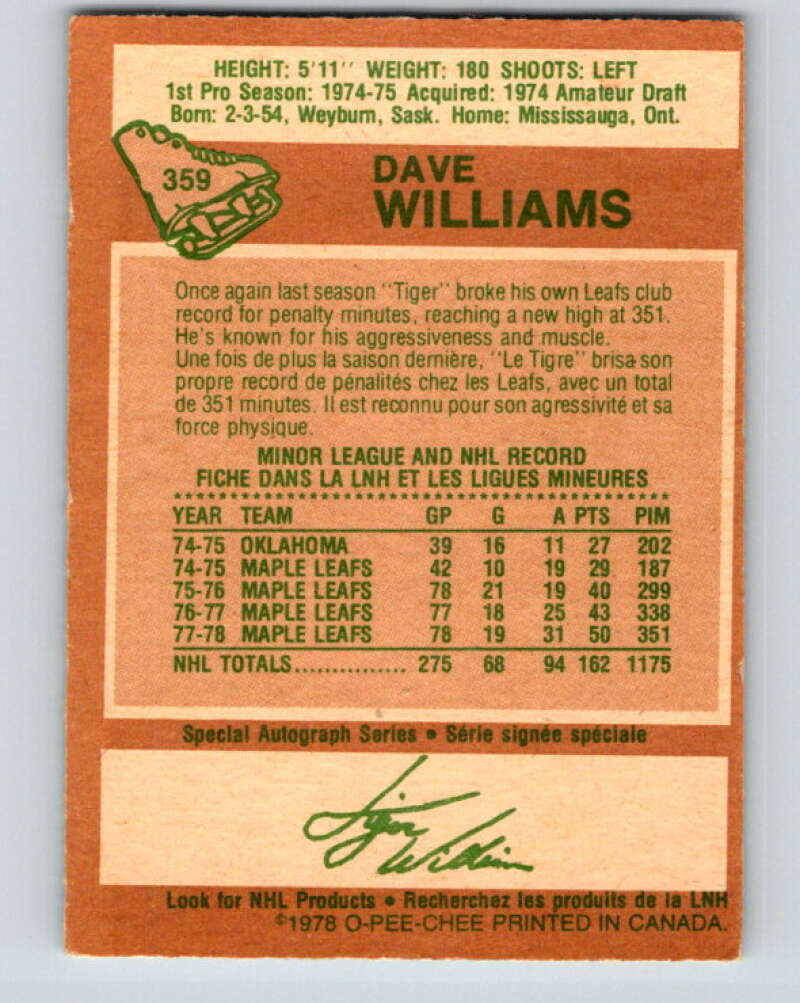 HEIGHT: 5'11'' WEIGHT: 180 SHOOTS: LEFT
1st Pro Season: 1974-75 Acquired: 1974 Amateur Draft
Born: 2-3-54, Weyburn, Sask. Home: Mississauga, Ont.
359
DAVE
WILLIAMS
Once again last season "Tiger" broke his own Leafs club
record for penalty minutes, reaching a new high at 351.
He's known for his aggressiveness and muscle.
Une fois de plus la saison dernière, "Le Tigre" brisa son
propre record de pénalités chez les Leafs, avec un total
de 351 minutes. Il est reconnu pour son agressivité et sa
force physique.
MINOR LEAGUE AND NHL RECORD
FICHE DANS LA LNH ET LES LIGUES MINEURES
YEAR TEAM GP G A PTS PIM
74-75 OKLAHOMA 39 16 11 27 202
74-75 MAPLE LEAFS 42 10 19 29 187
75-76 MAPLE LEAFS 78 21 19 40 299
76-77 MAPLE LEAFS 77 18 25 43 338
77-78 MAPLE LEAFS 78 19 31 50 351
NHL TOTALS................ 275 68 94 162 1175
Special Autograph Series • Série signée spéciale
Tiger
Williams
Look for NHL Products • Recherchez les produits de la LNH
©1978 O-PEE-CHEE PRINTED IN CANADA.